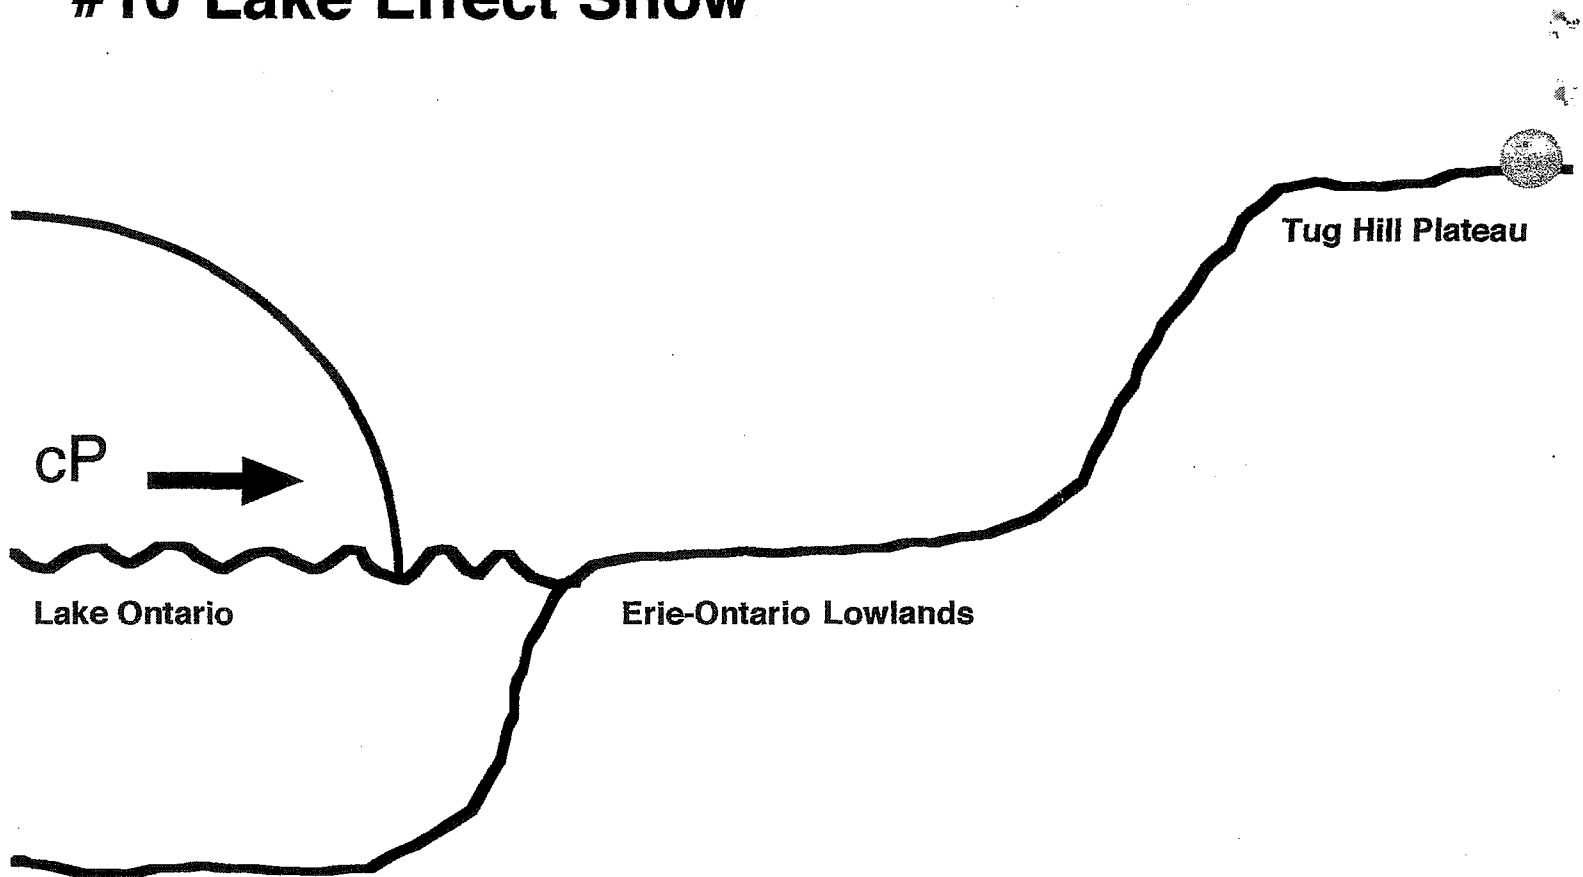 #10 Lake Effect Snow
Tug Hill Plateau
cP
Lake Ontario
Erie-Ontario Lowlands